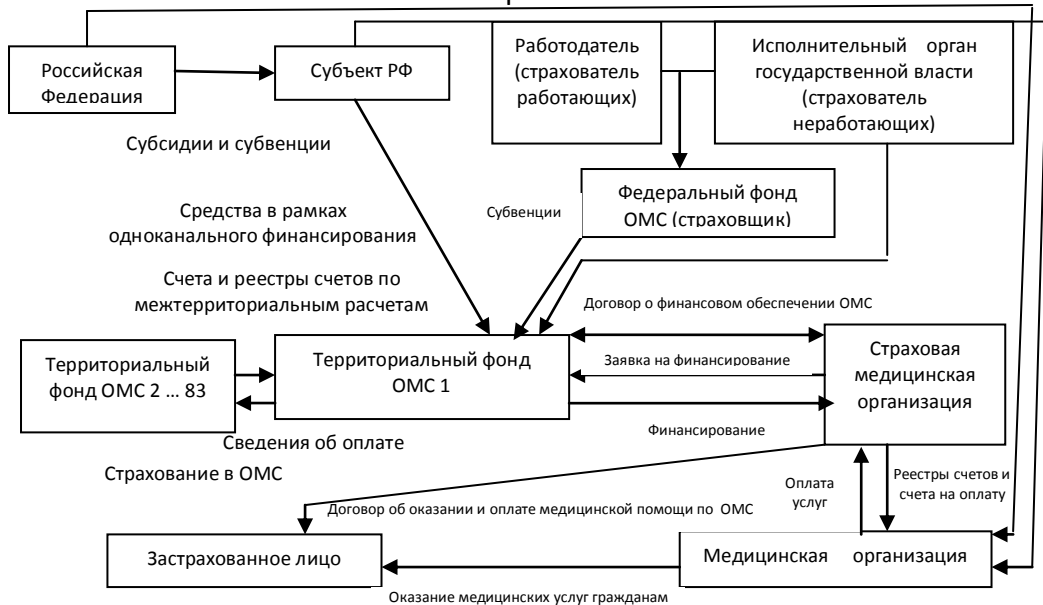 Российская
Федерация
Субъект РФ
Работодатель
(страхователь
работающих)
Исполнительный орган
государственной власти
(страхователь
неработающих)
Субсидии и субвенции
Федеральный фонд
ОМС (страховщик)
Субвенции
Средства в рамках
одноканального финансирования
Счета и реестры счетов по
межтерриториальным расчетам
Договор о финансовом обеспечении ОМС
Территориальный
фонд ОМС 2 ... 83
Территориальный фонд
ОМС 1
Заявка на финансирование
Страховая
медицинская
организация
Финансирование
Сведения об оплате
Страхование в ОМС
Оплата
услуг
Реестры счетов и
счета на оплату
Договор об оказании и оплате медицинской помощи по ОМС
Застрахованное лицо
Медицинская организация
Оказание медицинских услуг гражданам